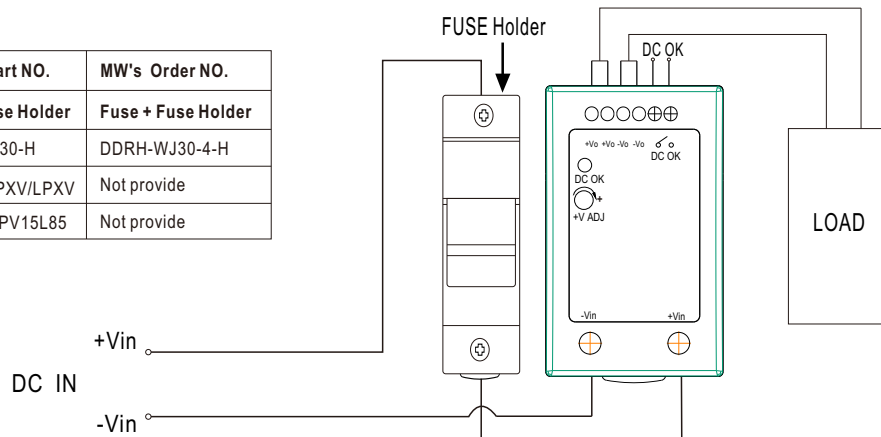 FUSE Holder
DC OK
art NO. MW's Order NO.
se Holder Fuse + Fuse Holder
30-H DDRH-WJ30-4-H
PXV/LPXV Not provide
PV15L85 Not provide
+Vo +Vo -Vo -Vo
DC OK
DC OK
+
+V ADJ
LOAD
-Vin +Vin
+Vin
DC IN
-Vin